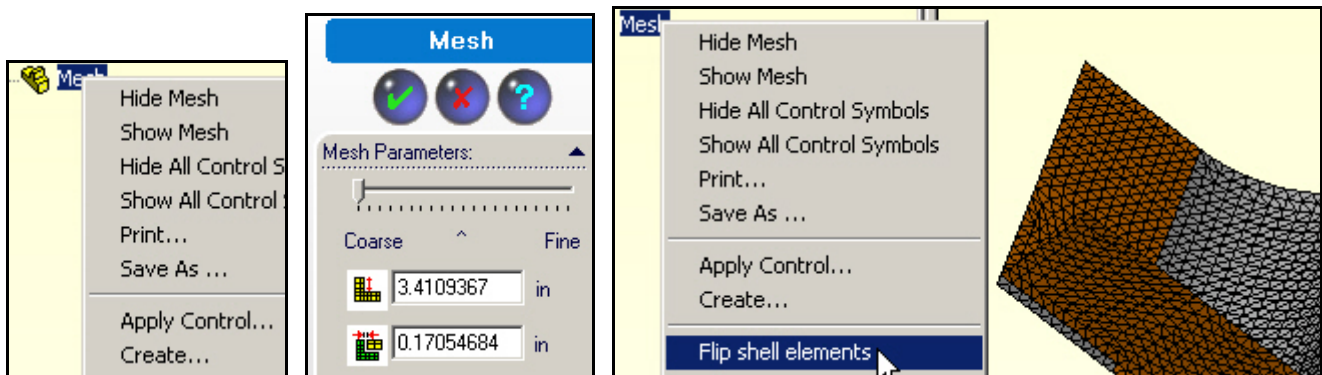 Mesh
Hide Mesh
Show Mesh
Hide All Control S
Show All Control
Print...
Save As ...
Apply Control...
Create...
Mesh
?
Mesh Parameters:
Coarse ^ Fine
3.4109367 in
0.17054684 in
Mesh
Hide Mesh
Show Mesh
Hide All Control Symbols
Show All Control Symbols
Print...
Save As ...
Apply Control...
Create...
Flip shell elements